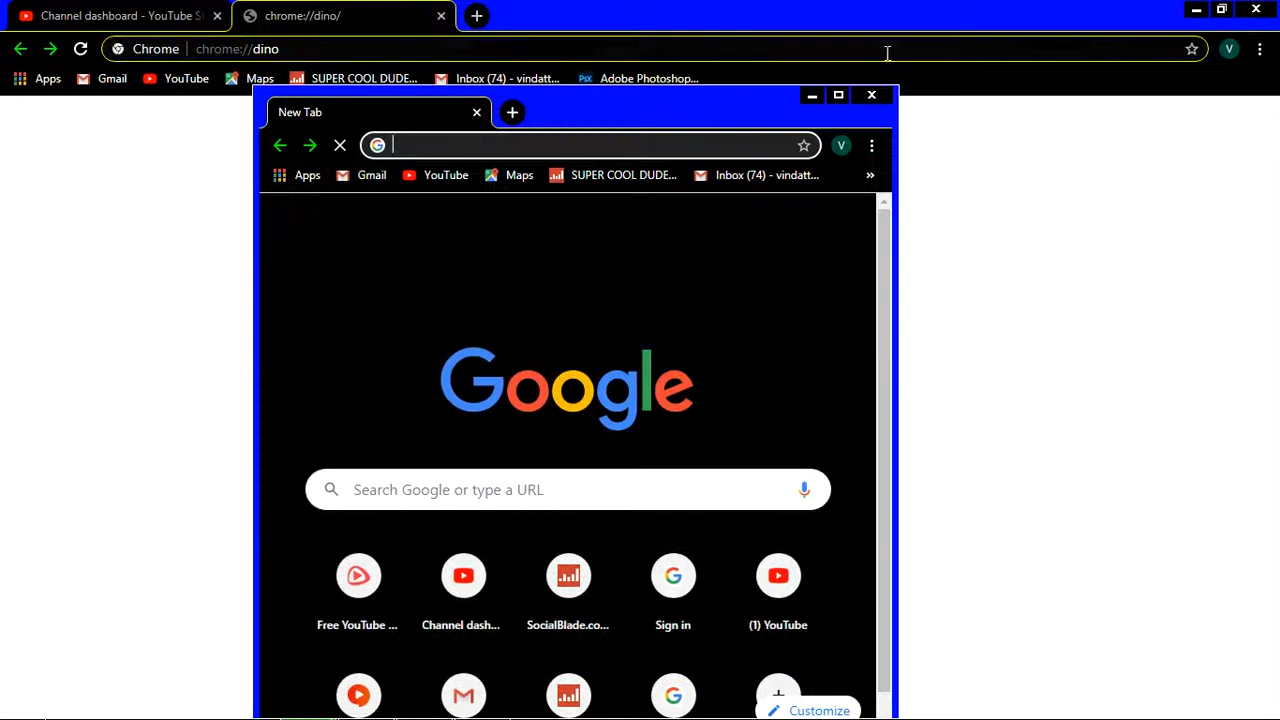 Channel dashboard - YouTube S
chrome://dino/
Chrome
chrome://dino
V
Apps
Gmail
YouTube
Maps
SUPER COOL DUDE...
Inbox (74) - vindatt...
PsX
Adobe Photoshop...
New Tab
V
Apps
Gmail
YouTube
Maps
SUPER COOL DUDE...
Inbox (74) - vindatt...
»
Google
Search Google or type a URL
Free YouTube ...
Channel dash...
SocialBlade.co...
Sign in
(1) YouTube
Customize